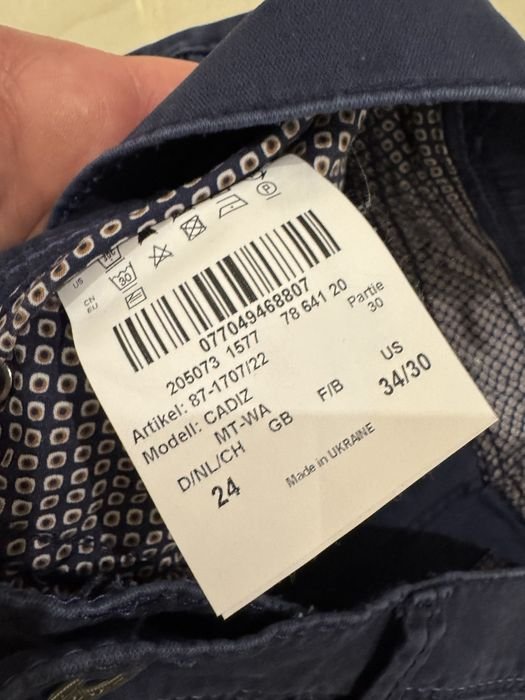 US
CN
EU
30
P
077049468807
205073 1577 78 641 20
Artikel: 87-1707/22 Partie
Modell: CADIZ 30
MT-WA
D/NL/CH GB F/B US
24 34/30
Made in UKRAINE